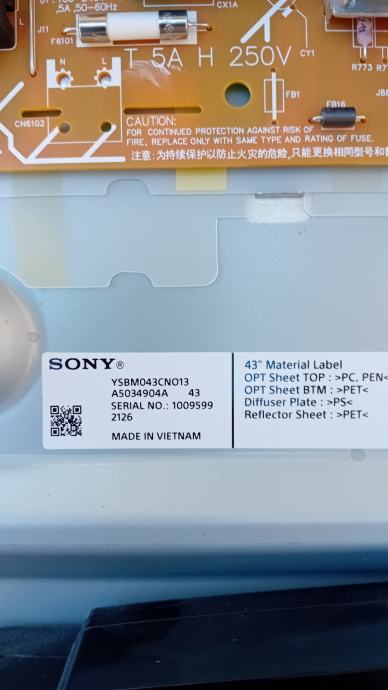 .5A, 50-60Hz
CX1A
J11
F6101
T 5A H 250V
CY1
R773
N L
FB1
FB16
CN6102
CAUTION:
FOR CONTINUED PROTECTION AGAINST RISK OF
FIRE, REPLACE ONLY WITH SAME TYPE AND RATING OF FUSE.
注意: 为持续保护以防止火灾的危险,只能更换相同型号和
SONY®
YSBM043CNO13
A5034904A 43
SERIAL NO.: 1009599
2126
MADE IN VIETNAM
43" Material Label
OPT Sheet TOP : >PC. PEN<
OPT Sheet BTM : >PET<
Diffuser Plate : >PS<
Reflector Sheet : >PET<